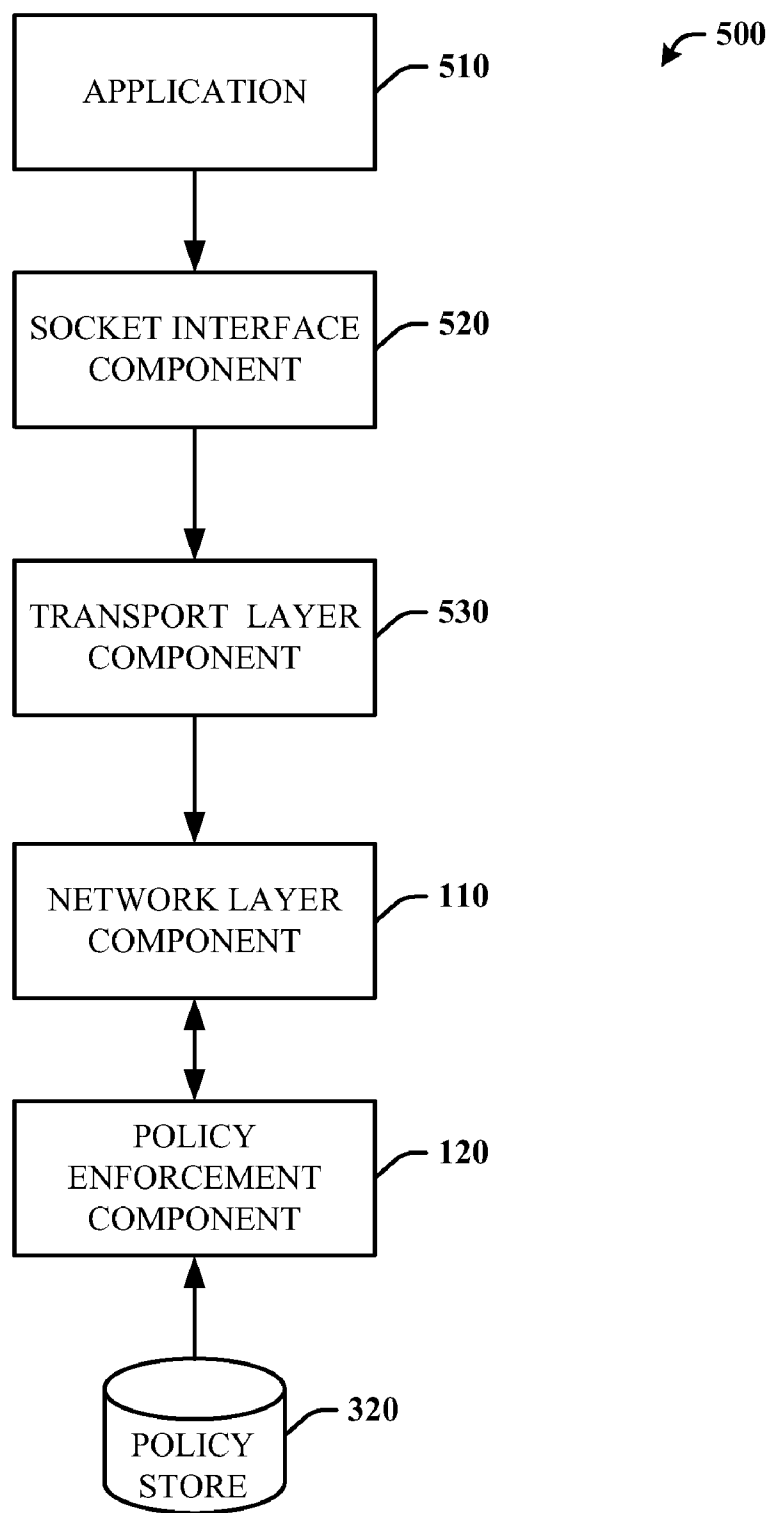 500
APPLICATION
510
SOCKET INTERFACE
COMPONENT
520
TRANSPORT LAYER
COMPONENT
530
NETWORK LAYER
COMPONENT
110
POLICY
ENFORCEMENT
COMPONENT
120
POLICY
STORE
320